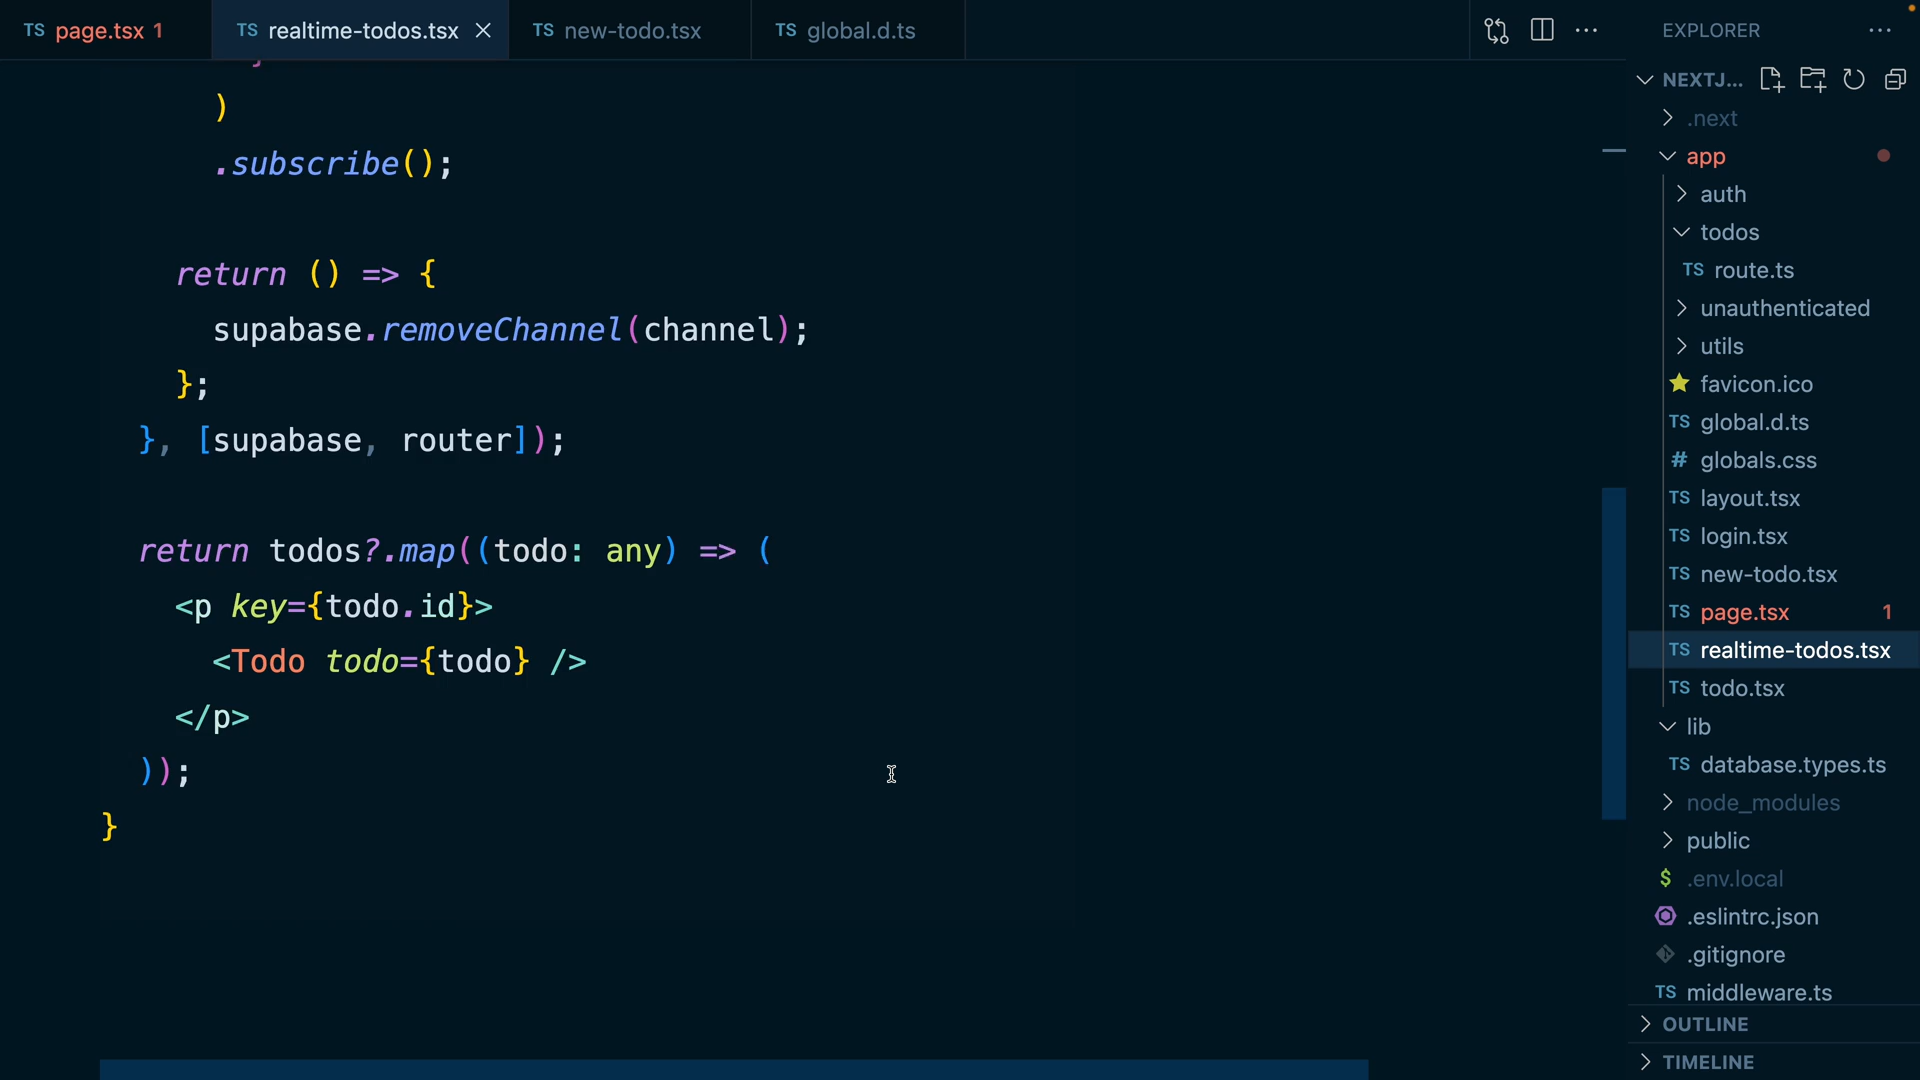 TS page.tsx 1
TS realtime-todos.tsx
TS new-todo.tsx
TS global.d.ts
)
.subscribe();
return () => {
supabase.removeChannel(channel);
};
}, [supabase, router]);
return todos?.map((todo: any) => (
<p key={todo.id}>
<Todo todo={todo} />
</p>
));
}
EXPLORER
NEXTJ...
.next
app
auth
todos
TS route.ts
unauthenticated
utils
favicon.ico
TS global.d.ts
# globals.css
TS layout.tsx
TS login.tsx
TS new-todo.tsx
TS page.tsx 1
TS realtime-todos.tsx
TS todo.tsx
lib
TS database.types.ts
node_modules
public
$ .env.local
.eslintrc.json
.gitignore
TS middleware.ts
OUTLINE
TIMELINE